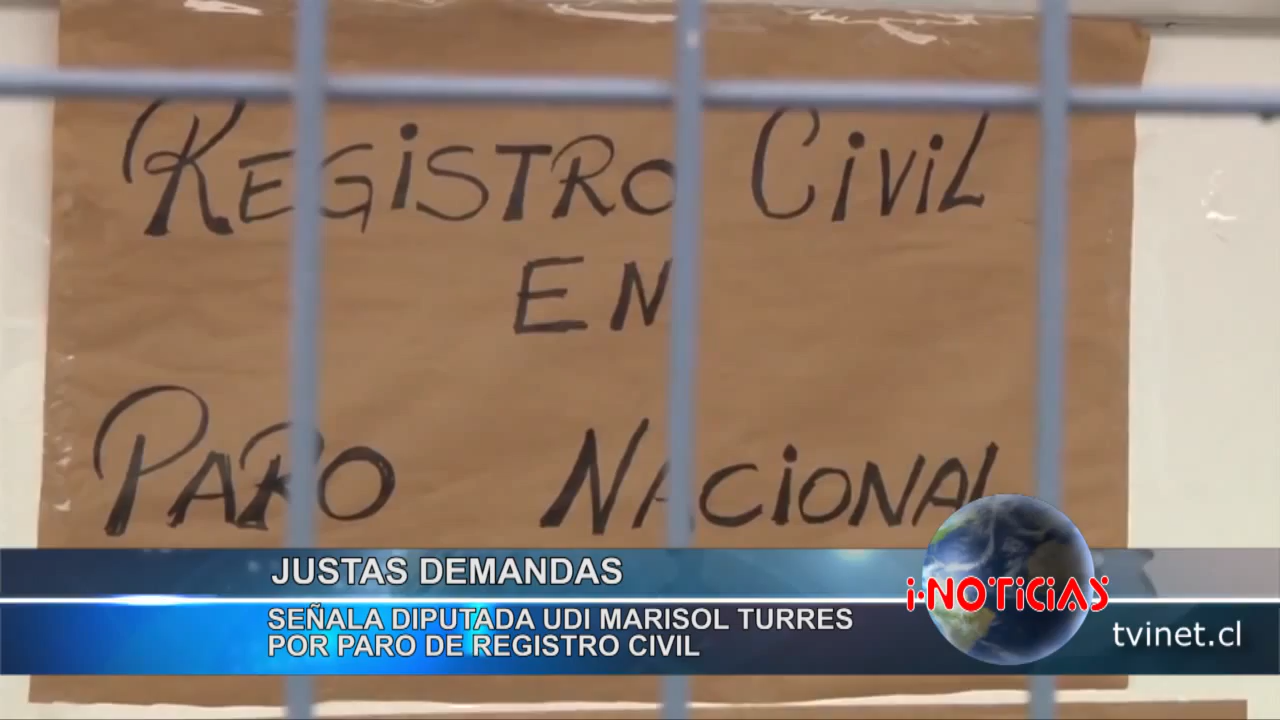 REGISTRO CIVIL
EN
PARO NACIONAL
JUSTAS DEMANDAS
SEÑALA DIPUTADA UDI MARISOL TURRES
POR PARO DE REGISTRO CIVIL
i-NOTICIAS
tvinet.cl